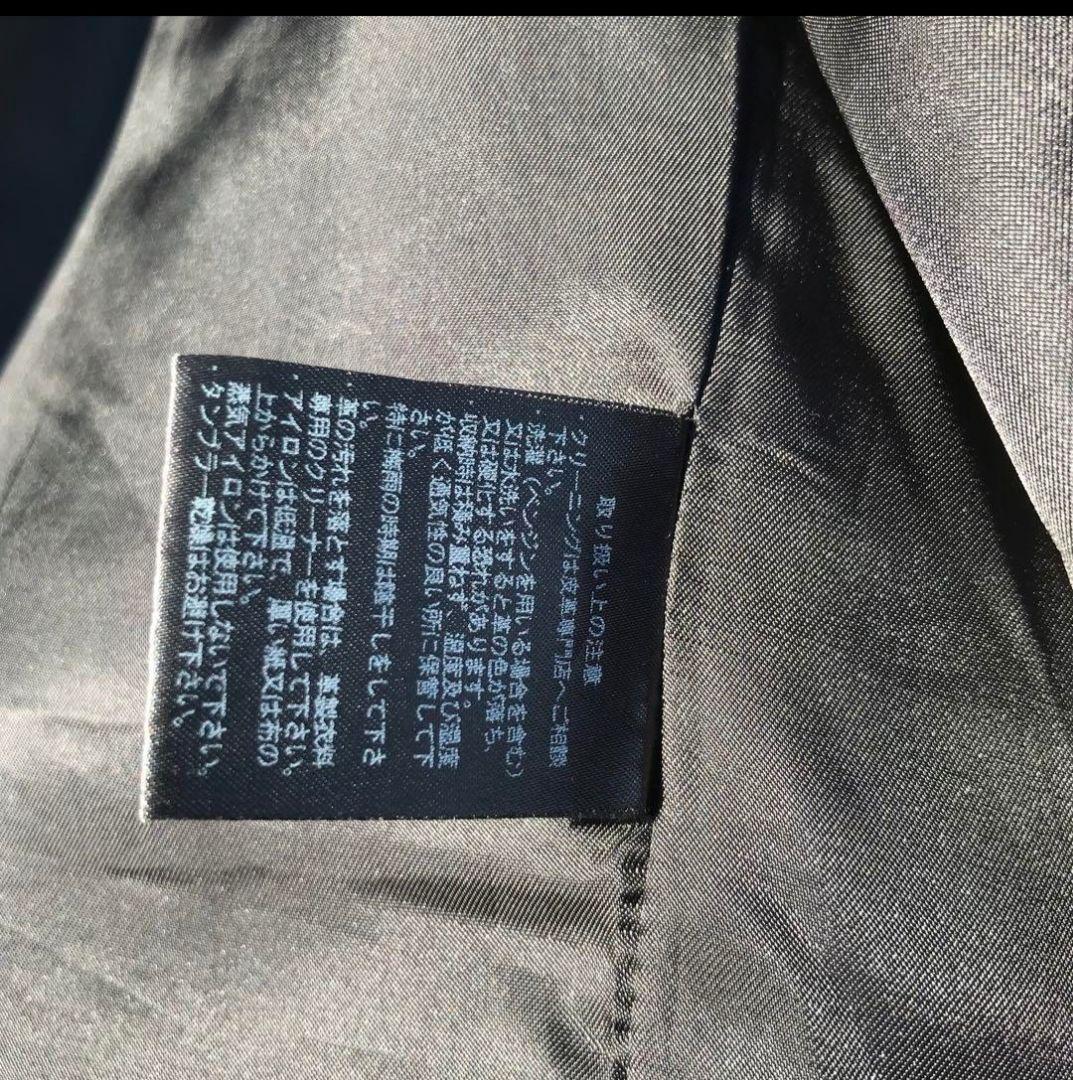 取り扱い上の注意
・クリーニングは皮革専門店へご相談
下さい。
・洗濯（ベンジンを用いる場合を含む）
又は水洗いをすると革の色が落ち、
又は硬化する恐れがあります。
・収納時は積み重ねず、湿度及び温度
が低く通気性の良い所に保管して下
さい。
特に梅雨の時期は陰干しをして下さ
い。
・革の汚れを落とす場合は、革製衣料
専用のクリーナーを使用して下さい。
・アイロンは低温で、厚い紙又は布の
上からかけて下さい。
蒸気アイロンは使用しないで下さい。
・タンブラー乾燥はお避け下さい。